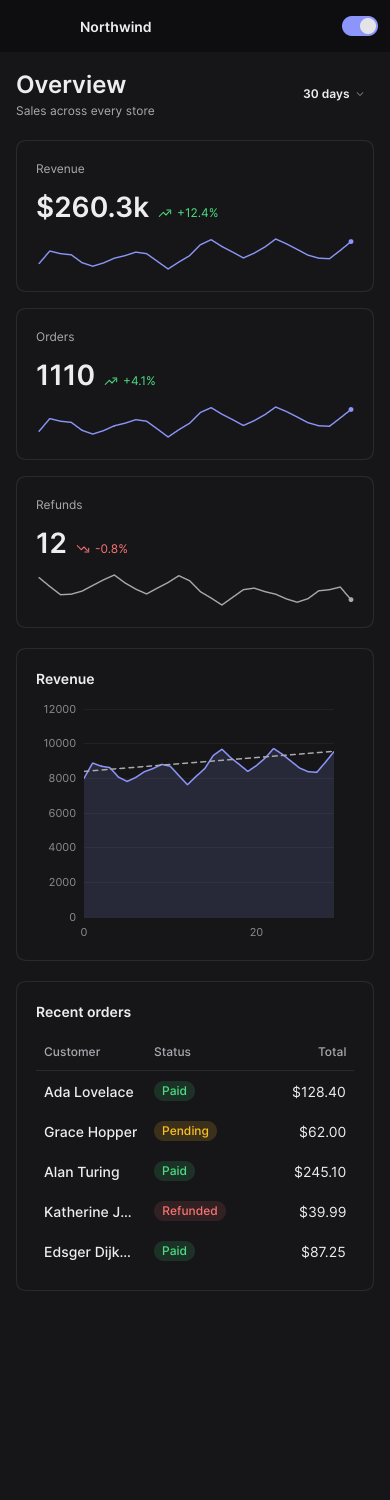 Northwind
Overview
30 days
Sales across every store
Revenue
$260.3k +12.4%
Orders
1110 +4.1%
Refunds
12 -0.8%
Revenue
12000
10000
8000
6000
4000
2000
0
0 20
Recent orders
Customer Status Total
Ada Lovelace Paid $128.40
Grace Hopper Pending $62.00
Alan Turing Paid $245.10
Katherine J... Refunded $39.99
Edsger Dijk... Paid $87.25